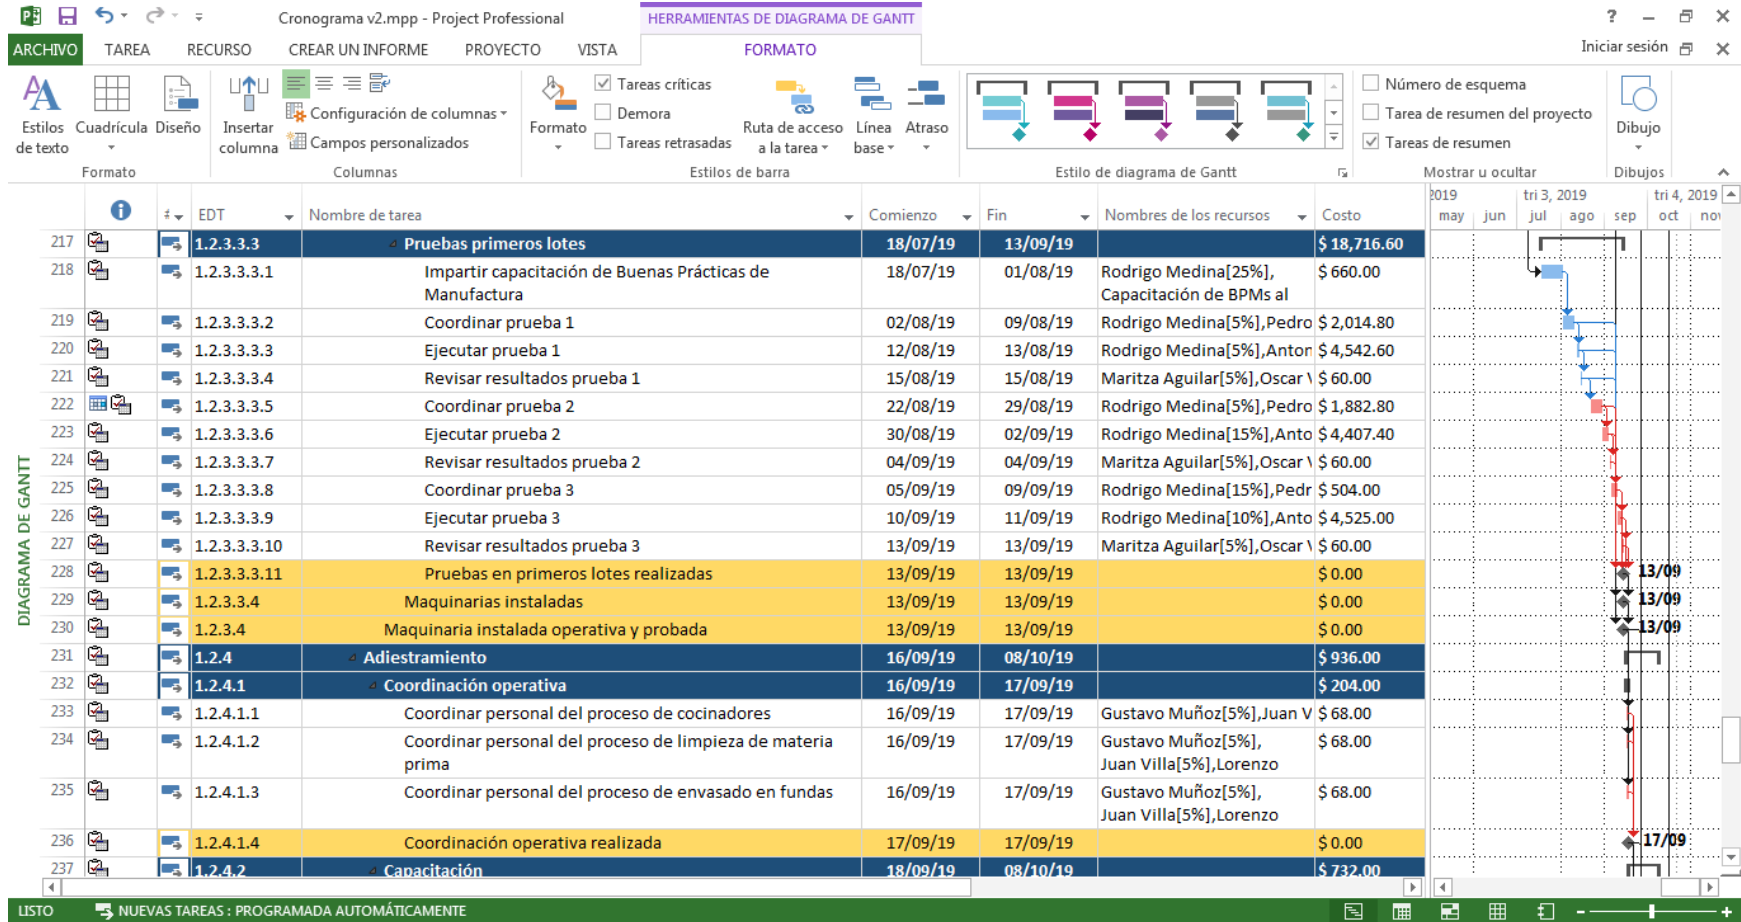 Cronograma v2.mpp - Project Professional
HERRAMIENTAS DE DIAGRAMA DE GANTT
?
ARCHIVO TAREA RECURSO CREAR UN INFORME PROYECTO VISTA FORMATO Iniciar sesión
Estilos de texto
Cuadrícula
Diseño
Formato
Insertar columna
Configuración de columnas
Campos personalizados
Columnas
Formato
Tareas críticas
Demora
Tareas retrasadas
Ruta de acceso a la tarea
Línea base
Atraso
Estilos de barra
Estilo de diagrama de Gantt
Número de esquema
Tarea de resumen del proyecto
Tareas de resumen
Mostrar u ocultar
Dibujo
Dibujos
2019 tri 3, 2019 tri 4, 2019
EDT Nombre de tarea Comienzo Fin Nombres de los recursos Costo may jun jul ago sep oct nov
217 1.2.3.3.3 Pruebas primeros lotes 18/07/19 13/09/19 $ 18,716.60
218 1.2.3.3.3.1 Impartir capacitación de Buenas Prácticas de 18/07/19 01/08/19 Rodrigo Medina[25%], $ 660.00
Manufactura Capacitación de BPMs al
219 1.2.3.3.3.2 Coordinar prueba 1 02/08/19 09/08/19 Rodrigo Medina[5%],Pedro $ 2,014.80
220 1.2.3.3.3.3 Ejecutar prueba 1 12/08/19 13/08/19 Rodrigo Medina[5%],Anton $ 4,542.60
221 1.2.3.3.3.4 Revisar resultados prueba 1 15/08/19 15/08/19 Maritza Aguilar[5%],Oscar V $ 60.00
222 1.2.3.3.3.5 Coordinar prueba 2 22/08/19 29/08/19 Rodrigo Medina[5%],Pedro $ 1,882.80
223 1.2.3.3.3.6 Ejecutar prueba 2 30/08/19 02/09/19 Rodrigo Medina[15%],Anto $ 4,407.40
224 1.2.3.3.3.7 Revisar resultados prueba 2 04/09/19 04/09/19 Maritza Aguilar[5%],Oscar V $ 60.00
225 1.2.3.3.3.8 Coordinar prueba 3 05/09/19 09/09/19 Rodrigo Medina[15%],Pedr $ 504.00
226 1.2.3.3.3.9 Ejecutar prueba 3 10/09/19 11/09/19 Rodrigo Medina[10%],Anto $ 4,525.00
227 1.2.3.3.3.10 Revisar resultados prueba 3 13/09/19 13/09/19 Maritza Aguilar[5%],Oscar V $ 60.00
228 1.2.3.3.3.11 Pruebas en primeros lotes realizadas 13/09/19 13/09/19 $ 0.00 13/09
229 1.2.3.3.4 Maquinarias instaladas 13/09/19 13/09/19 $ 0.00 13/09
230 1.2.3.4 Maquinaria instalada operativa y probada 13/09/19 13/09/19 $ 0.00 13/09
231 1.2.4 Adiestramiento 16/09/19 08/10/19 $ 936.00
232 1.2.4.1 Coordinación operativa 16/09/19 17/09/19 $ 204.00
233 1.2.4.1.1 Coordinar personal del proceso de cocinadores 16/09/19 17/09/19 Gustavo Muñoz[5%],Juan V $ 68.00
234 1.2.4.1.2 Coordinar personal del proceso de limpieza de materia 16/09/19 17/09/19 Gustavo Muñoz[5%], $ 68.00
prima Juan Villa[5%],Lorenzo
235 1.2.4.1.3 Coordinar personal del proceso de envasado en fundas 16/09/19 17/09/19 Gustavo Muñoz[5%], $ 68.00
Juan Villa[5%],Lorenzo
236 1.2.4.1.4 Coordinación operativa realizada 17/09/19 17/09/19 $ 0.00 17/09
237 1.2.4.2 Capacitación 18/09/19 08/10/19 $ 732.00
DIAGRAMA DE GANTT
LISTO NUEVAS TAREAS : PROGRAMADA AUTOMÁTICAMENTE